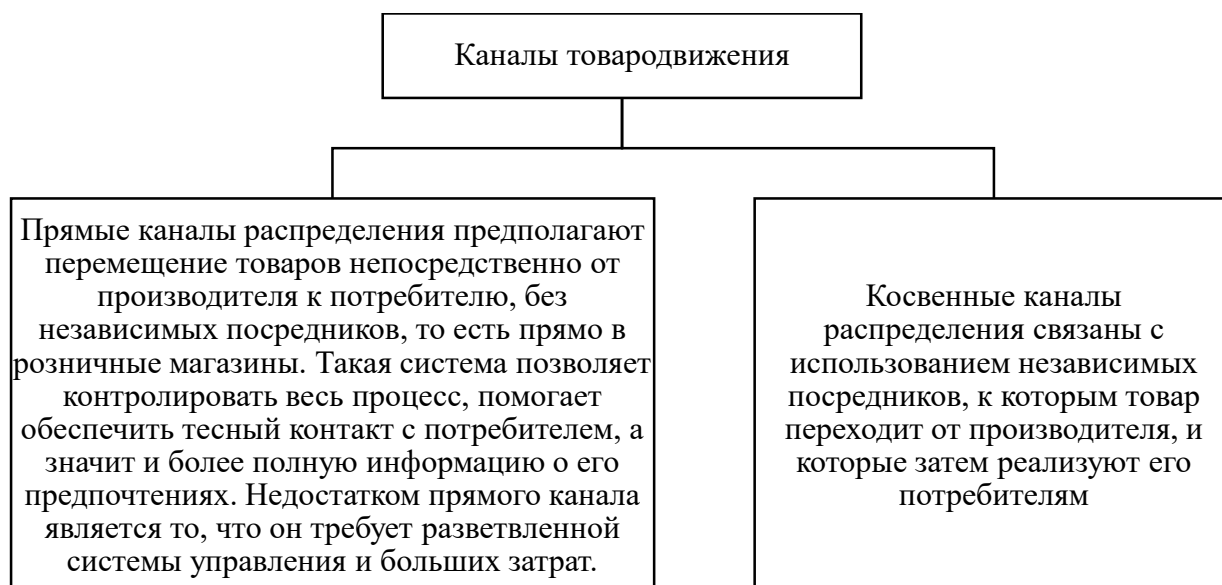 Каналы товародвижения
Прямые каналы распределения предполагают
перемещение товаров непосредственно от
производителя к потребителю, без
независимых посредников, то есть прямо в
розничные магазины. Такая система позволяет
контролировать весь процесс, помогает
обеспечить тесный контакт с потребителем, а
значит и более полную информацию о его
предпочтениях. Недостатком прямого канала
является то, что он требует разветвленной
системы управления и больших затрат.
Косвенные каналы
распределения связаны с
использованием независимых
посредников, к которым товар
переходит от производителя, и
которые затем реализуют его
потребителям